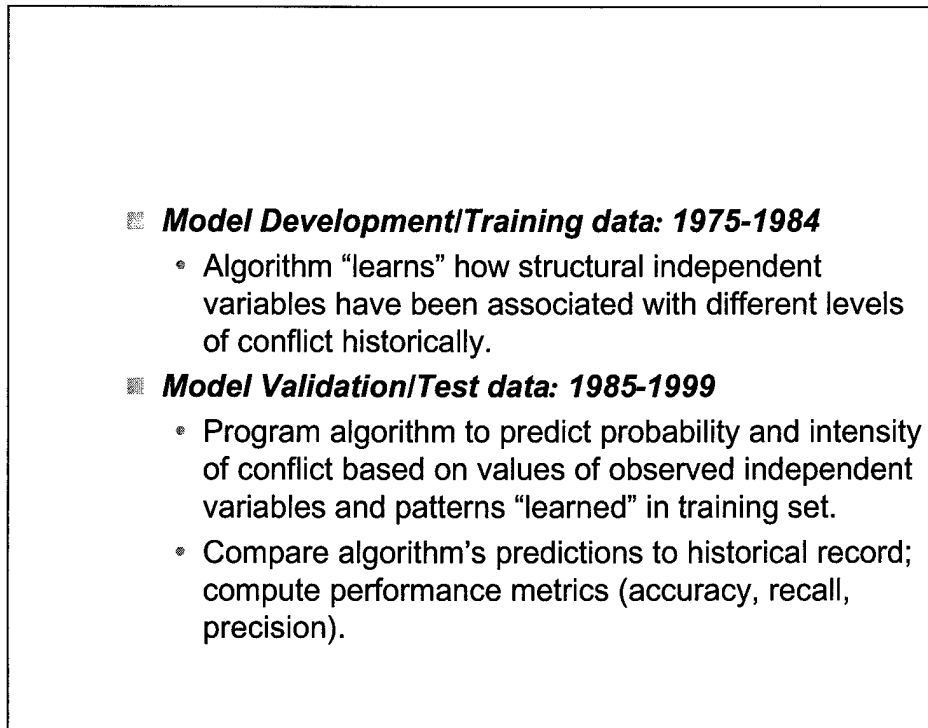 Model Development/Training data: 1975-1984
• Algorithm “learns” how structural independent
variables have been associated with different levels
of conflict historically.
Model Validation/Test data: 1985-1999
• Program algorithm to predict probability and intensity
of conflict based on values of observed independent
variables and patterns “learned” in training set.
• Compare algorithm’s predictions to historical record;
compute performance metrics (accuracy, recall,
precision).